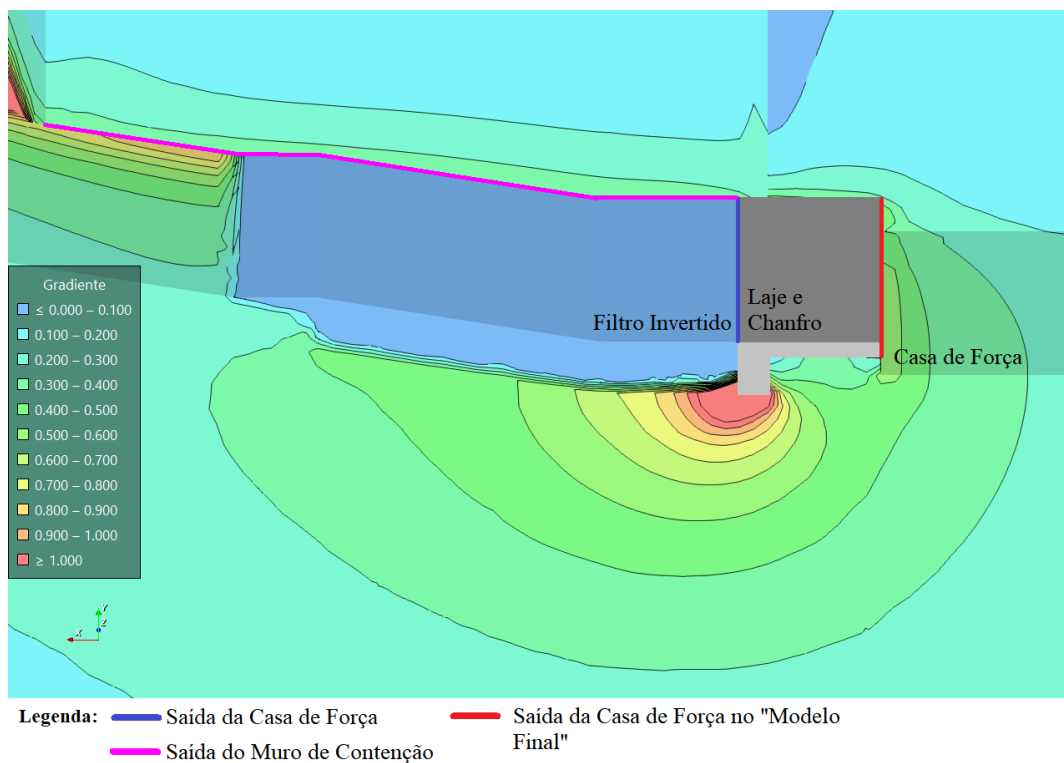 Gradiente
≤ 0.000 – 0.100
0.100 – 0.200
0.200 – 0.300
0.300 – 0.400
0.400 – 0.500
0.500 – 0.600
0.600 – 0.700
0.700 – 0.800
0.800 – 0.900
0.900 – 1.000
≥ 1.000
Filtro Invertido
Laje e
Chanfro
Casa de Força
Y
Z
X
Legenda:
Saída da Casa de Força
Saída do Muro de Contenção
Saída da Casa de Força no "Modelo
Final"